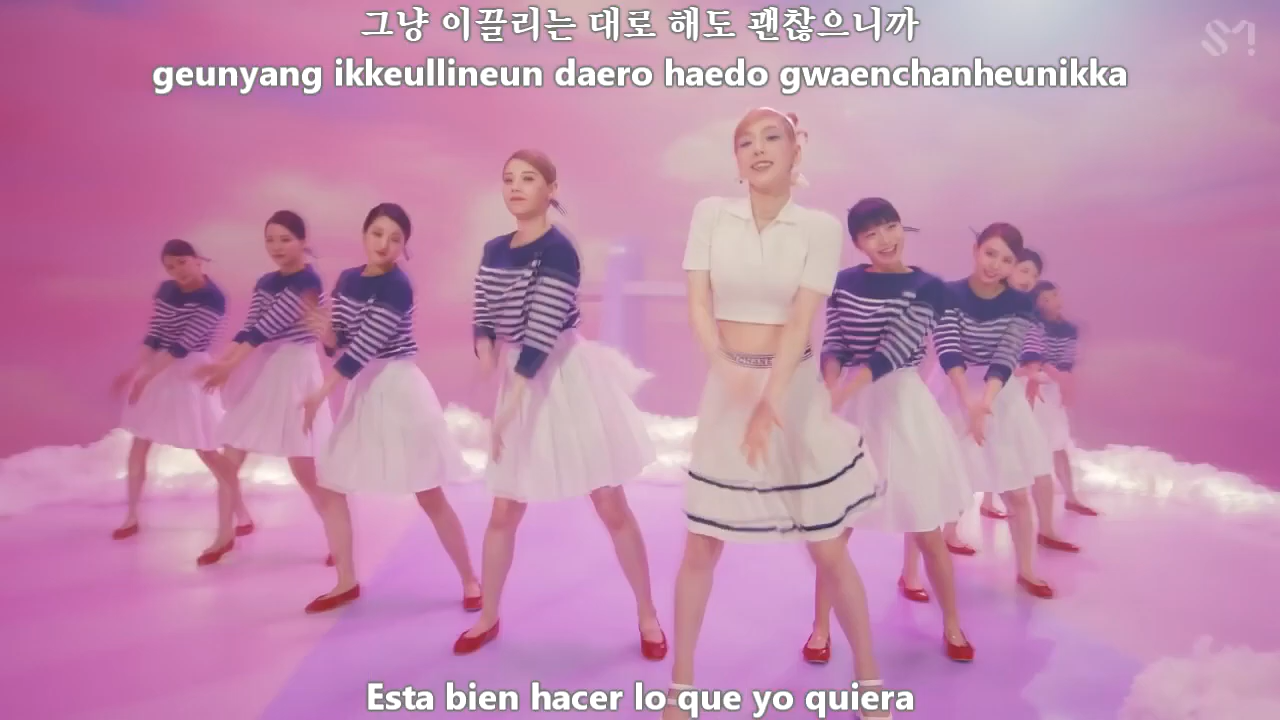 그냥 이끌리는 대로 해도 괜찮으니까
SM!
geunyang ikkeullineun daero haedo gwaenchanheunikka
Esta bien hacer lo que yo quiera